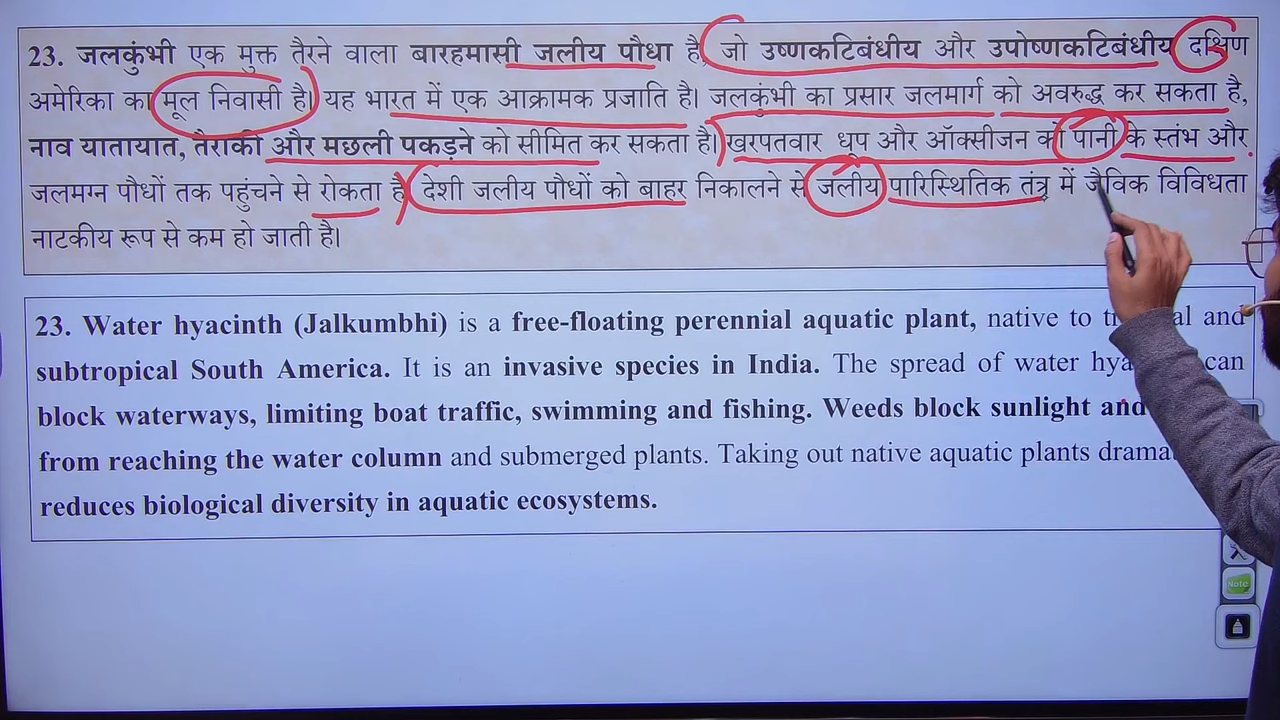 23. जलकुंभी एक मुक्त तैरने वाला बारहमासी जलीय पौधा है, जो उष्णकटिबंधीय और उपोष्णकटिबंधीय दक्षिण
अमेरिका का मूल निवासी है। यह भारत में एक आक्रामक प्रजाति है। जलकुंभी का प्रसार जलमार्ग को अवरुद्ध कर सकता है,
नाव यातायात, तैराकी और मछली पकड़ने को सीमित कर सकता है। खरपतवार धूप और ऑक्सीजन को पानी के स्तंभ और
जलमग्न पौधों तक पहुंचने से रोकता है। देशी जलीय पौधों को बाहर निकालने से जलीय पारिस्थितिक तंत्र में जैविक विविधता
नाटकीय रूप से कम हो जाती है।
23. Water hyacinth (Jalkumbhi) is a free-floating perennial aquatic plant, native to and
subtropical South America. It is an invasive species in India. The spread of water can
block waterways, limiting boat traffic, swimming and fishing. Weeds block sunlight and
from reaching the water column and submerged plants. Taking out native aquatic plants
reduces biological diversity in aquatic ecosystems.
Note